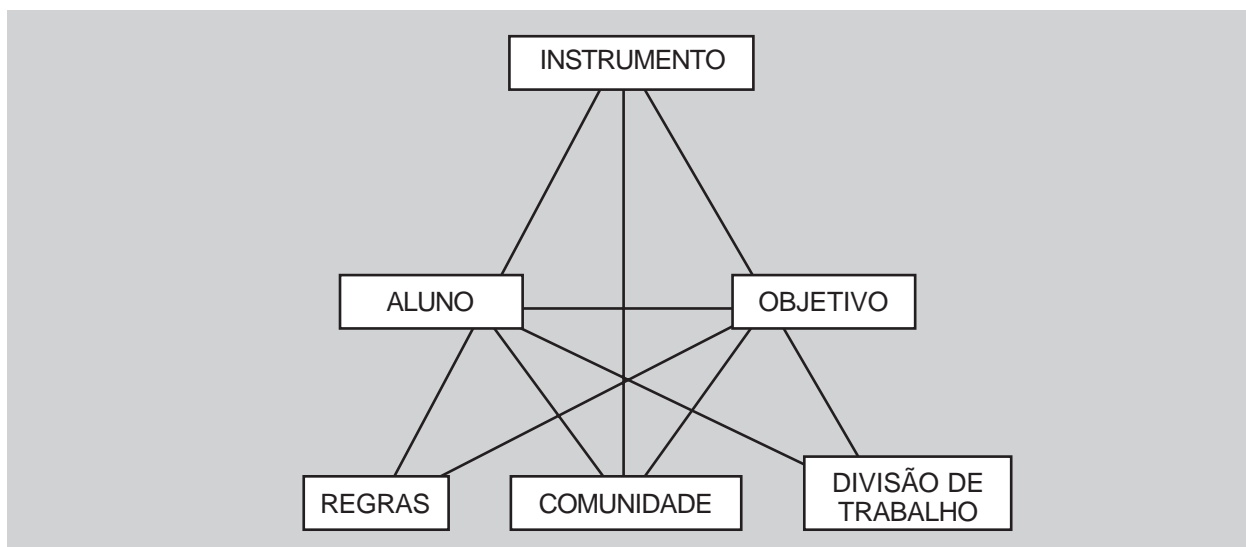 INSTRUMENTO
ALUNO
OBJETIVO
REGRAS
COMUNIDADE
DIVISÃO DE
TRABALHO